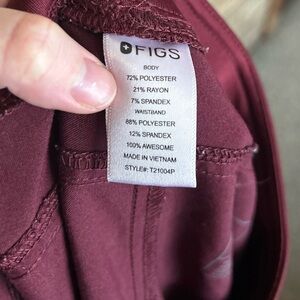 FIGS
BODY
72% POLYESTER
21% RAYON
7% SPANDEX
WAISTBAND
88% POLYESTER
12% SPANDEX
100% AWESOME
MADE IN VIETNAM
STYLE#: T21004P